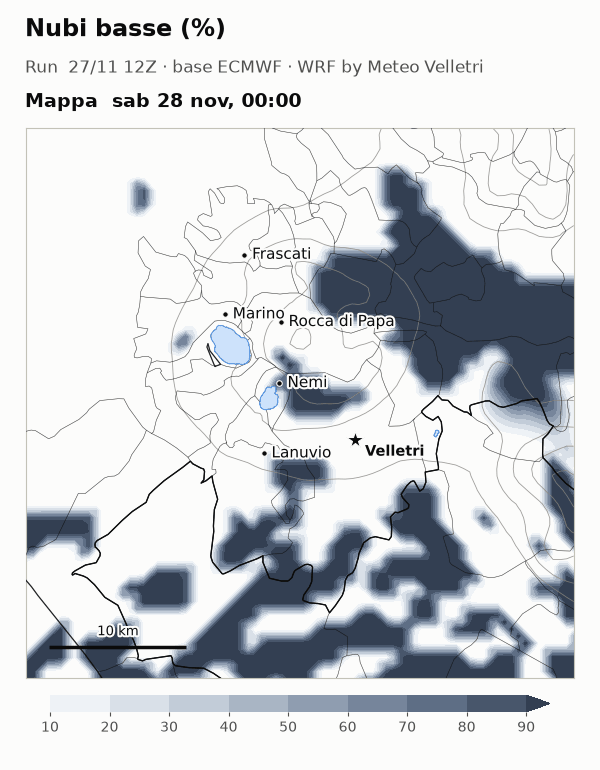 Nubi basse (%)
Run  27/11 12Z · base ECMWF · WRF by Meteo Velletri
Mappa  sab 28 nov, 00:00
Frascati
Marino
Rocca di Papa
Nemi
Velletri
Lanuvio
10 km
10 20 30 40 50 60 70 80 90